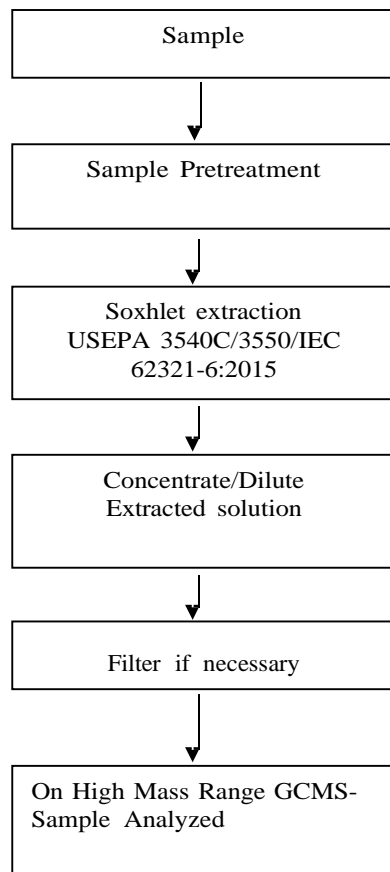 Sample
Sample Pretreatment
Soxhlet extraction
USEPA 3540C/3550/IEC
62321-6:2015
Concentrate/Dilute
Extracted solution
Filter if necessary
On High Mass Range GCMS-
Sample Analyzed